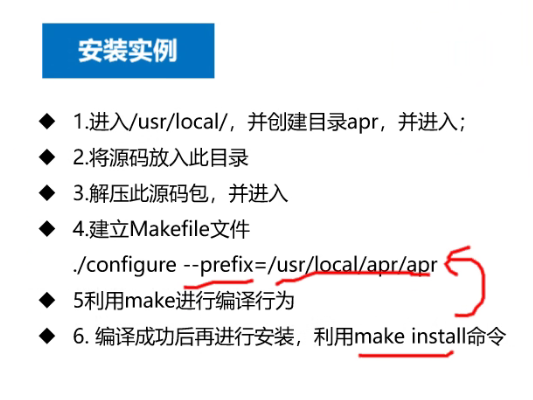 安装实例
◆ 1.进入/usr/local/，并创建目录apr，并进入；
◆ 2.将源码放入此目录
◆ 3.解压此源码包，并进入
◆ 4.建立Makefile文件
./configure --prefix=/usr/local/apr/apr
◆ 5利用make进行编译行为
◆ 6. 编译成功后再进行安装，利用make install命令